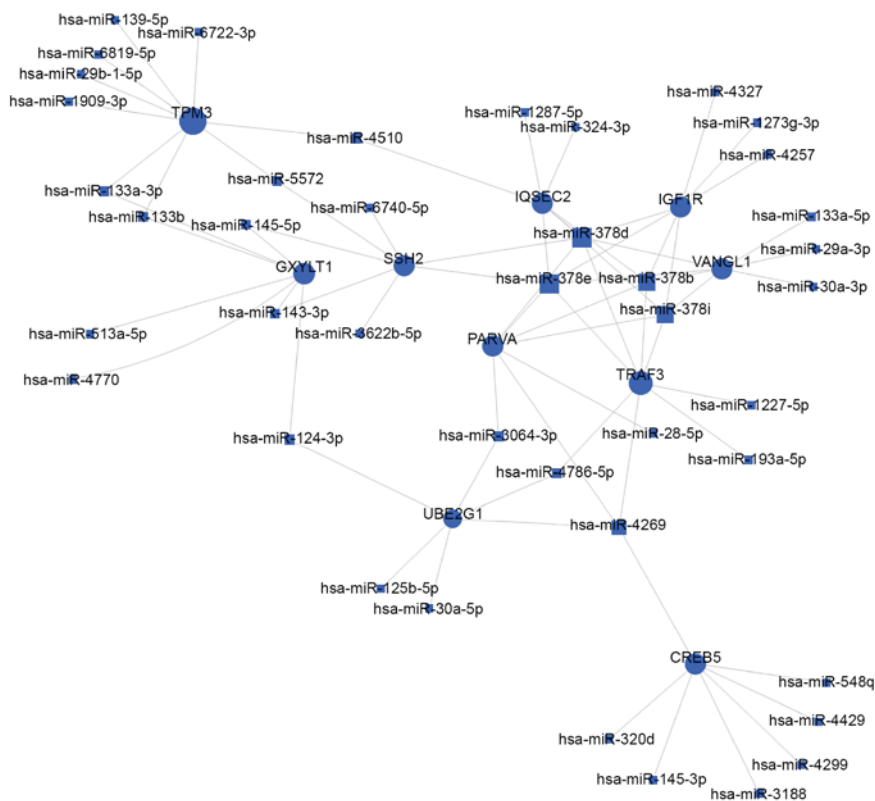 hsa-miR-139-5p
hsa-miR-6722-3p
hsa-miR-6819-5p
hsa-miR-29b-1-5p
hsa-miR-1909-3p
TPM3
hsa-miR-4510
hsa-miR-4327
hsa-miR-1287-5p
hsa-miR-324-3p
hsa-miR-1273g-3p
hsa-miR-4257
hsa-miR-5572
hsa-miR-133a-3p
IQSEC2
IGF1R
hsa-miR-6740-5p
hsa-miR-133b
hsa-miR-145-5p
hsa-miR-133a-5p
hsa-miR-378d
hsa-miR-29a-3p
SSH2
VANGL1
GXYLT1
hsa-miR-378e
hsa-miR-378b
hsa-miR-30a-3p
hsa-miR-143-3p
hsa-miR-378i
hsa-miR-513a-5p
hsa-miR-3622b-5p
PARVA
hsa-miR-4770
TRAF3
hsa-miR-1227-5p
hsa-miR-124-3p
hsa-miR-3064-3p
hsa-miR-28-5p
hsa-miR-193a-5p
hsa-miR-4786-5p
UBE2G1
hsa-miR-4269
hsa-miR-125b-5p
hsa-miR-30a-5p
CREB5
hsa-miR-548q
hsa-miR-4429
hsa-miR-320d
hsa-miR-4299
hsa-miR-145-3p
hsa-miR-3188